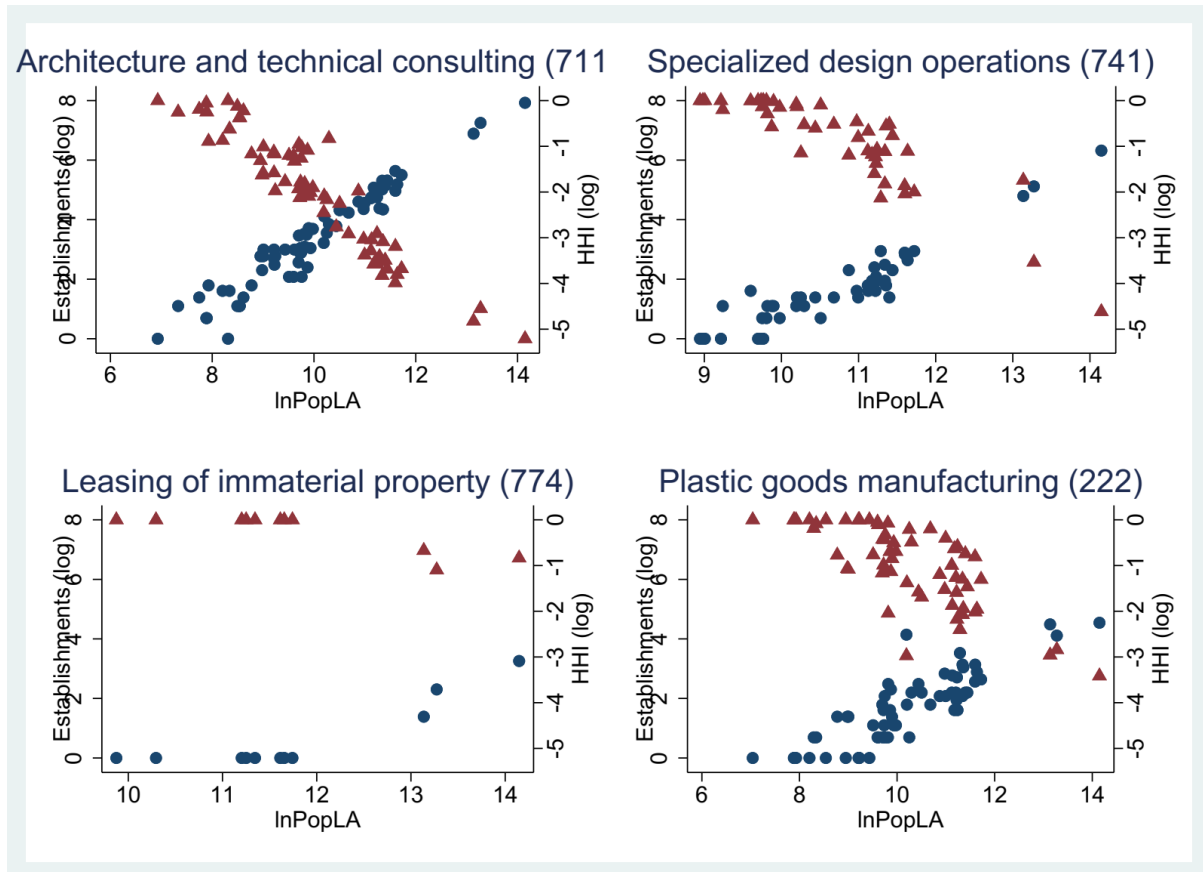 Architecture and technical consulting (711
Establishments (log)
0 2 4 6 8
HHI (log)
-5 -4 -3 -2 -1 0
6 8 10 12 14
lnPopLA
Specialized design operations (741)
Establishments (log)
0 2 4 6 8
HHI (log)
-5 -4 -3 -2 -1 0
9 10 11 12 13 14
lnPopLA
Leasing of immaterial property (774)
Establishments (log)
0 2 4 6 8
HHI (log)
-5 -4 -3 -2 -1 0
10 11 12 13 14
lnPopLA
Plastic goods manufacturing (222)
Establishments (log)
0 2 4 6 8
HHI (log)
-5 -4 -3 -2 -1 0
6 8 10 12 14
lnPopLA